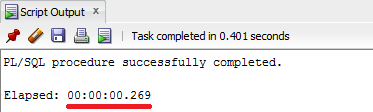 Script Output
Task completed in 0.401 seconds
PL/SQL procedure successfully completed.
Elapsed: 00:00:00.269